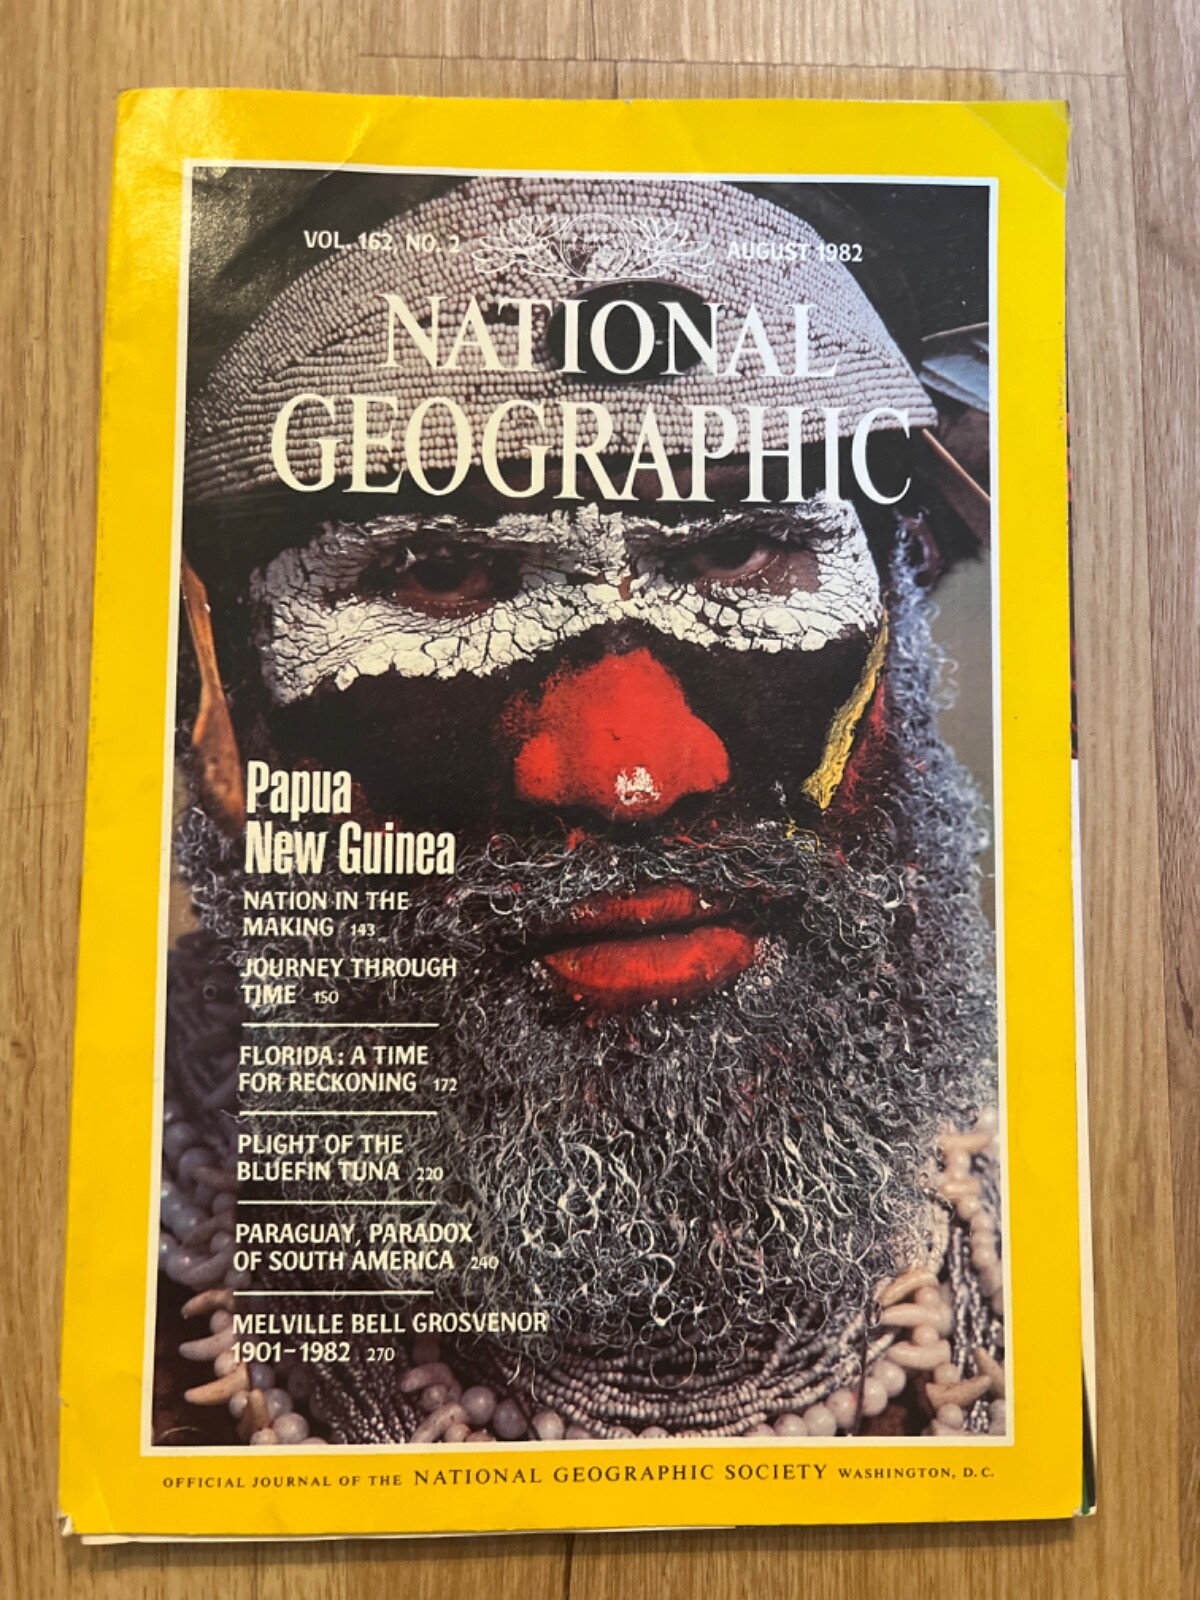 VOL. 162, NO. 2
AUGUST 1982
NATIONAL
GEOGRAPHIC
Papua
New Guinea
NATION IN THE
MAKING 143
JOURNEY THROUGH
TIME 150
FLORIDA: A TIME
FOR RECKONING 172
PLIGHT OF THE
BLUEFIN TUNA 220
PARAGUAY, PARADOX
OF SOUTH AMERICA 240
MELVILLE BELL GROSVENOR
1901–1982 270
OFFICIAL JOURNAL OF THE NATIONAL GEOGRAPHIC SOCIETY WASHINGTON, D.C.